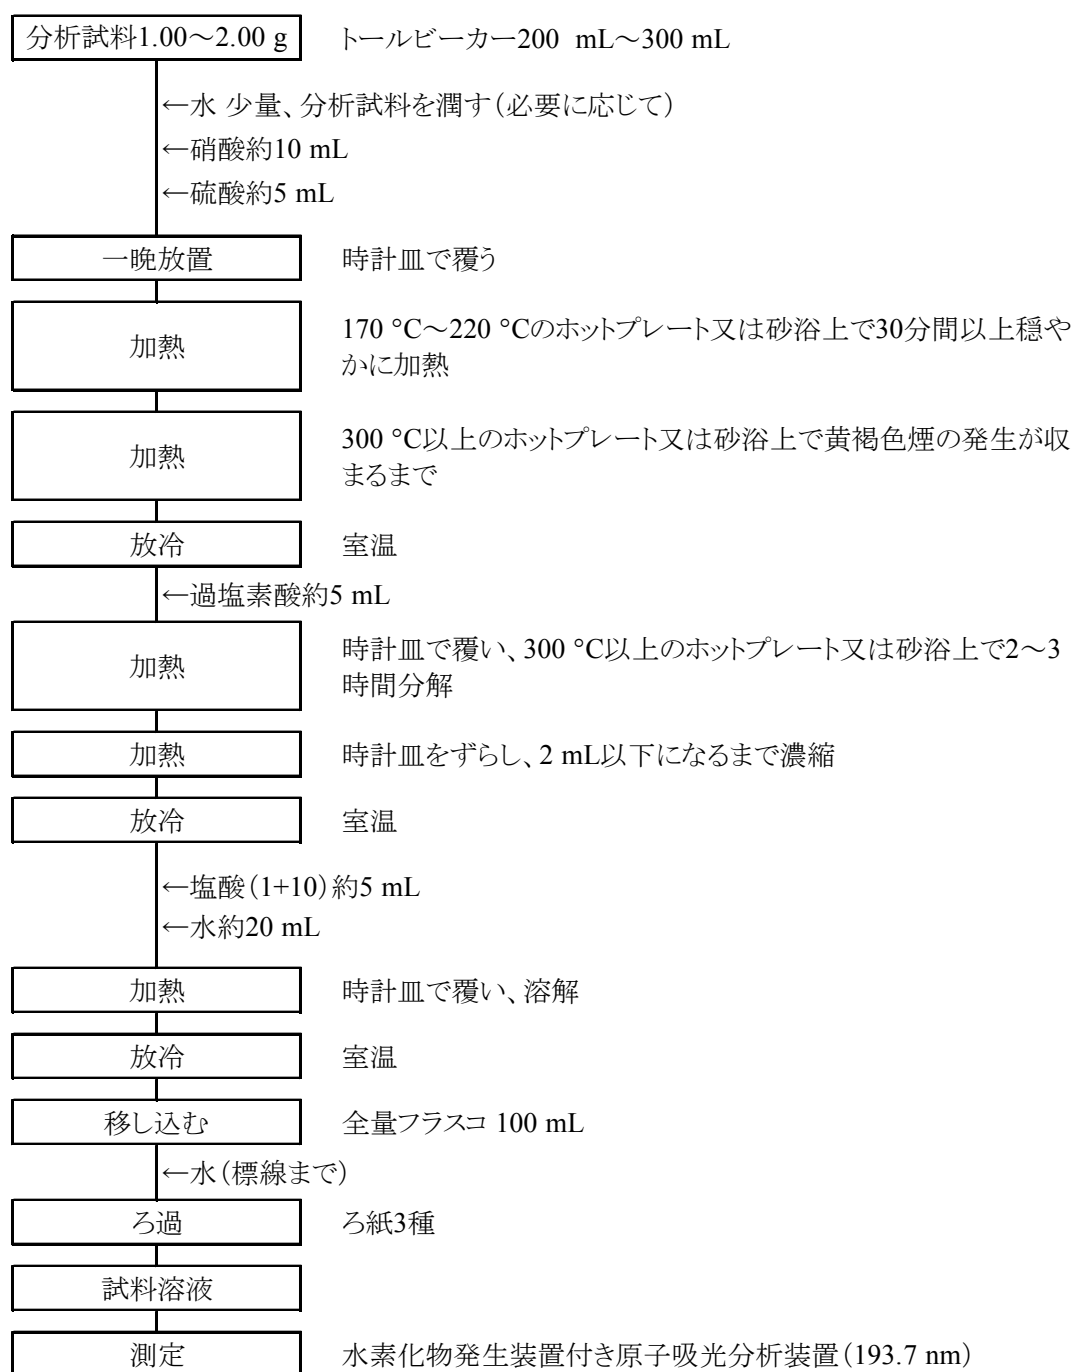 分析試料1.00～2.00 g トールビーカー200 mL～300 mL
←水 少量、分析試料を潤す（必要に応じて）
←硝酸約10 mL
←硫酸約5 mL
一晩放置 時計皿で覆う
加熱 170 °C～220 °Cのホットプレート又は砂浴上で30分間以上穏や
かに加熱
加熱 300 °C以上のホットプレート又は砂浴上で黄褐色煙の発生が収
まるまで
放冷 室温
←過塩素酸約5 mL
加熱 時計皿で覆い、300 °C以上のホットプレート又は砂浴上で2～3
時間分解
加熱 時計皿をずらし、2 mL以下になるまで濃縮
放冷 室温
←塩酸（1+10）約5 mL
←水約20 mL
加熱 時計皿で覆い、溶解
放冷 室温
移し込む 全量フラスコ 100 mL
←水（標線まで）
ろ過 ろ紙3種
試料溶液
測定 水素化物発生装置付き原子吸光分析装置（193.7 nm）